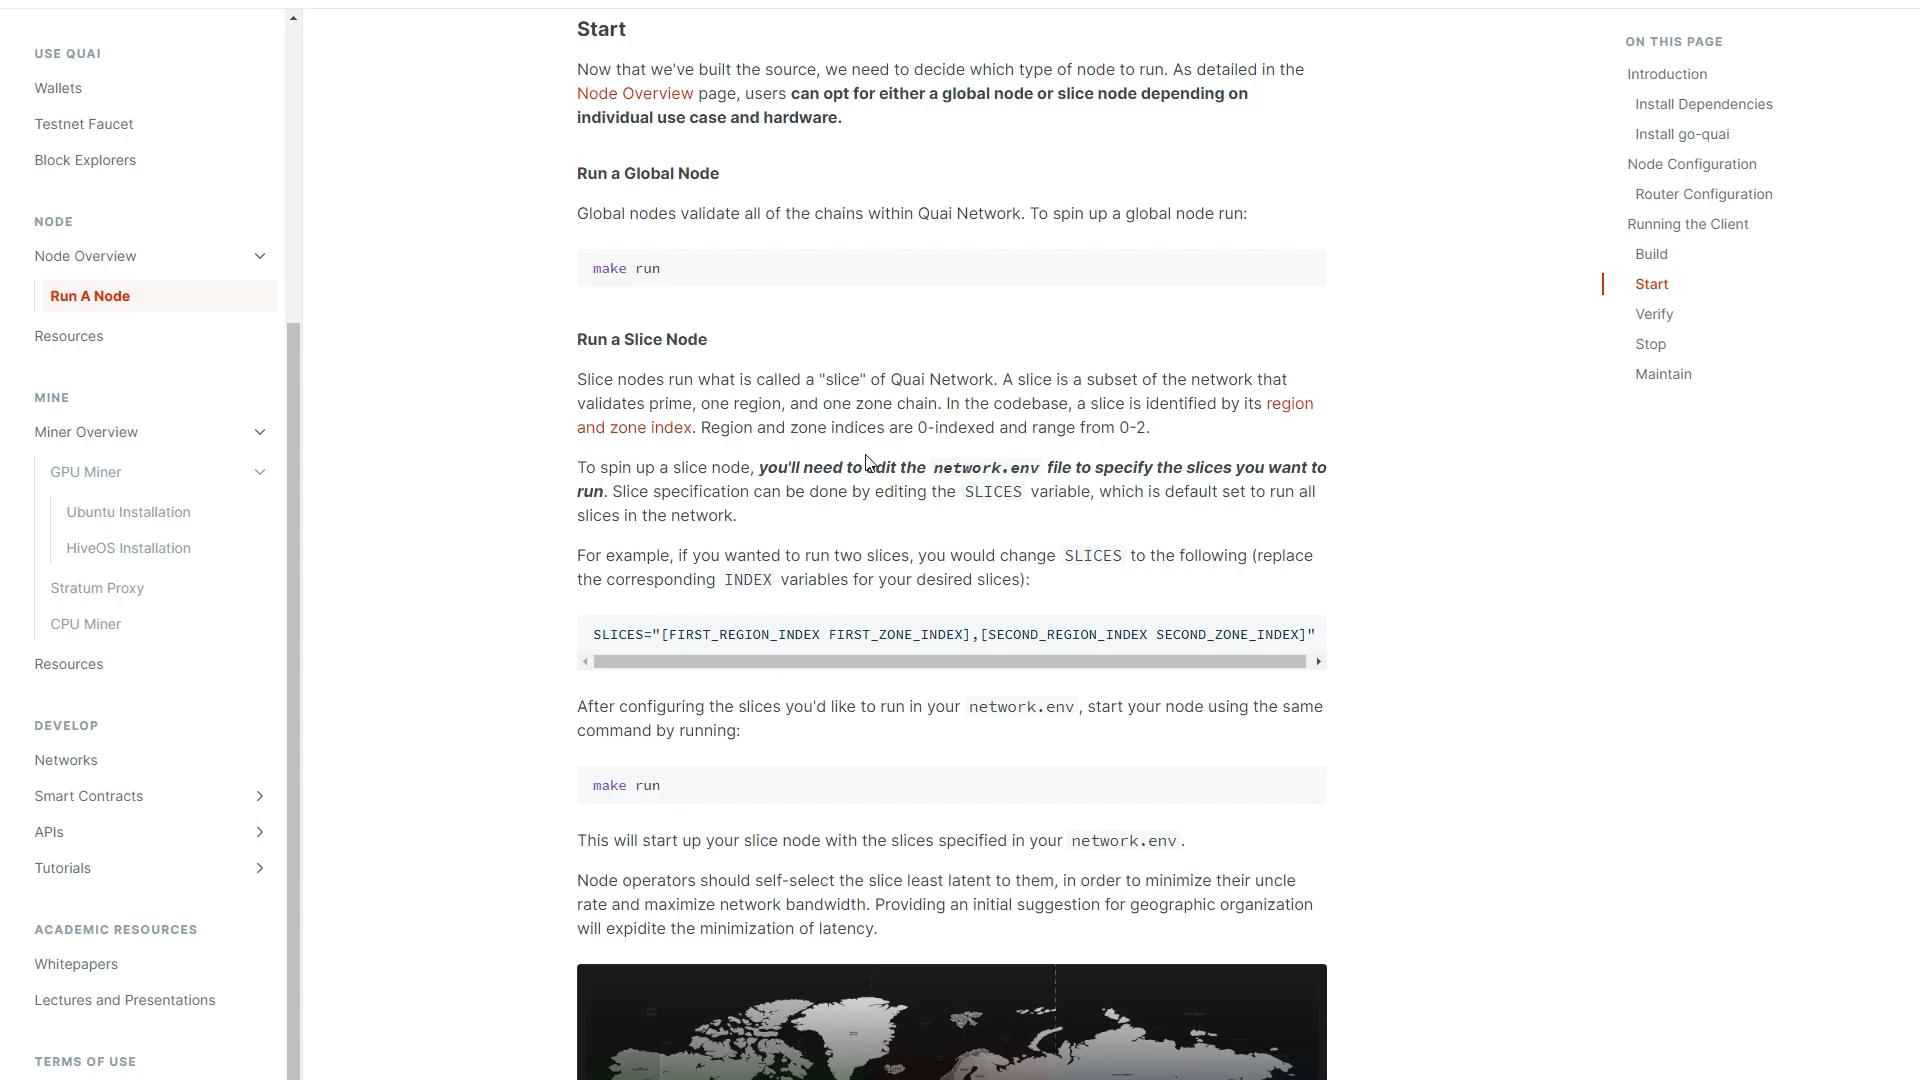 USE QUAI
Wallets
Testnet Faucet
Block Explorers
NODE
Node Overview
Run A Node
Resources
MINE
Miner Overview
GPU Miner
Ubuntu Installation
HiveOS Installation
Stratum Proxy
CPU Miner
Resources
DEVELOP
Networks
Smart Contracts
APIs
Tutorials
ACADEMIC RESOURCES
Whitepapers
Lectures and Presentations
TERMS OF USE
Start
Now that we've built the source, we need to decide which type of node to run. As detailed in the
Node Overview page, users can opt for either a global node or slice node depending on
individual use case and hardware.
Run a Global Node
Global nodes validate all of the chains within Quai Network. To spin up a global node run:
make run
Run a Slice Node
Slice nodes run what is called a "slice" of Quai Network. A slice is a subset of the network that
validates prime, one region, and one zone chain. In the codebase, a slice is identified by its region
and zone index. Region and zone indices are 0-indexed and range from 0-2.
To spin up a slice node, you'll need to edit the network.env file to specify the slices you want to
run. Slice specification can be done by editing the SLICES variable, which is default set to run all
slices in the network.
For example, if you wanted to run two slices, you would change SLICES to the following (replace
the corresponding INDEX variables for your desired slices):
SLICES="[FIRST_REGION_INDEX FIRST_ZONE_INDEX],[SECOND_REGION_INDEX SECOND_ZONE_INDEX]"
After configuring the slices you'd like to run in your network.env, start your node using the same
command by running:
make run
This will start up your slice node with the slices specified in your network.env.
Node operators should self-select the slice least latent to them, in order to minimize their uncle
rate and maximize network bandwidth. Providing an initial suggestion for geographic organization
will expidite the minimization of latency.
ON THIS PAGE
Introduction
Install Dependencies
Install go-quai
Node Configuration
Router Configuration
Running the Client
Build
Start
Verify
Stop
Maintain